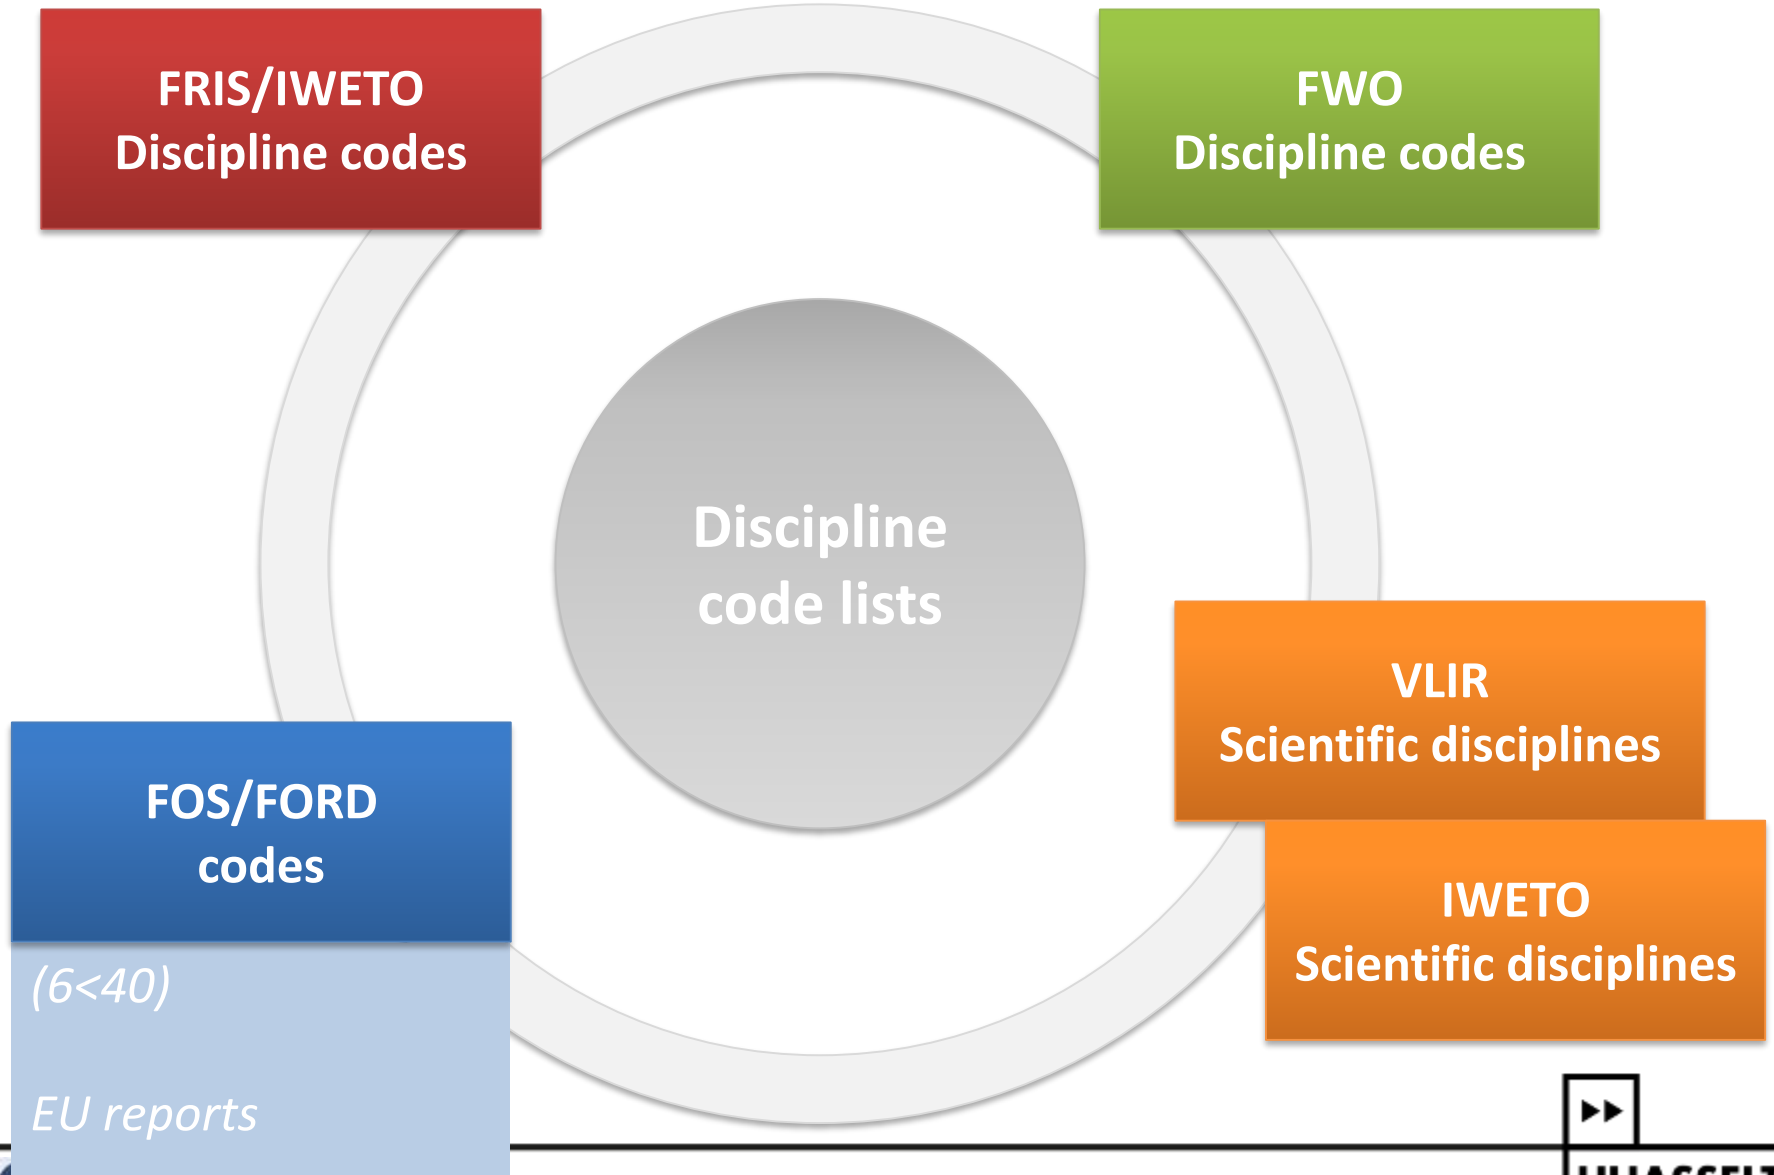 FRIS/IWETO
Discipline codes
FWO
Discipline codes
Discipline
code lists
VLIR
Scientific disciplines
FOS/FORD
codes
IWETO
Scientific disciplines
(6<40)
EU reports